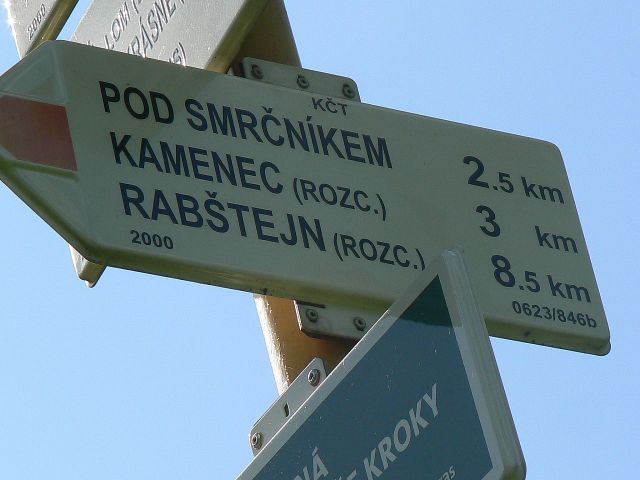 2000
KČT
POD SMRČNÍKEM 2.5 km
KAMENEC (ROZC.) 3 km
RABŠTEJN (ROZC.) 8.5 km
2000
0623/846b
KROKY